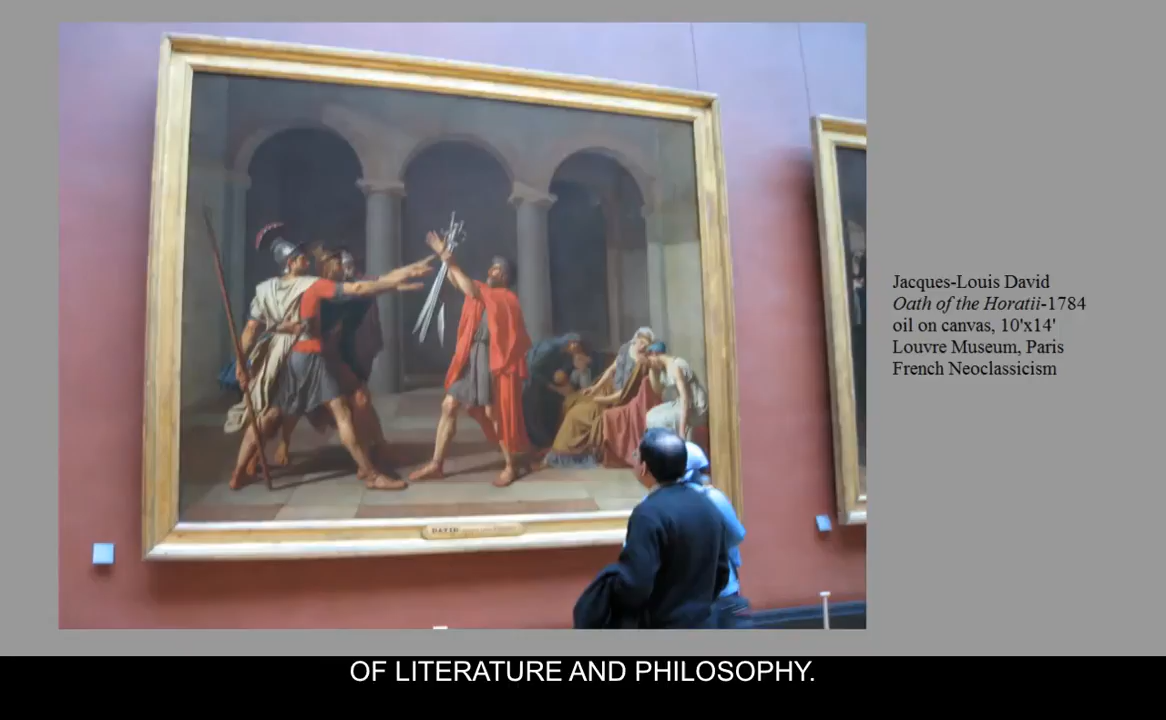 Jacques-Louis David
Oath of the Horatii-1784
oil on canvas, 10'x14'
Louvre Museum, Paris
French Neoclassicism
DAVID
OF LITERATURE AND PHILOSOPHY.